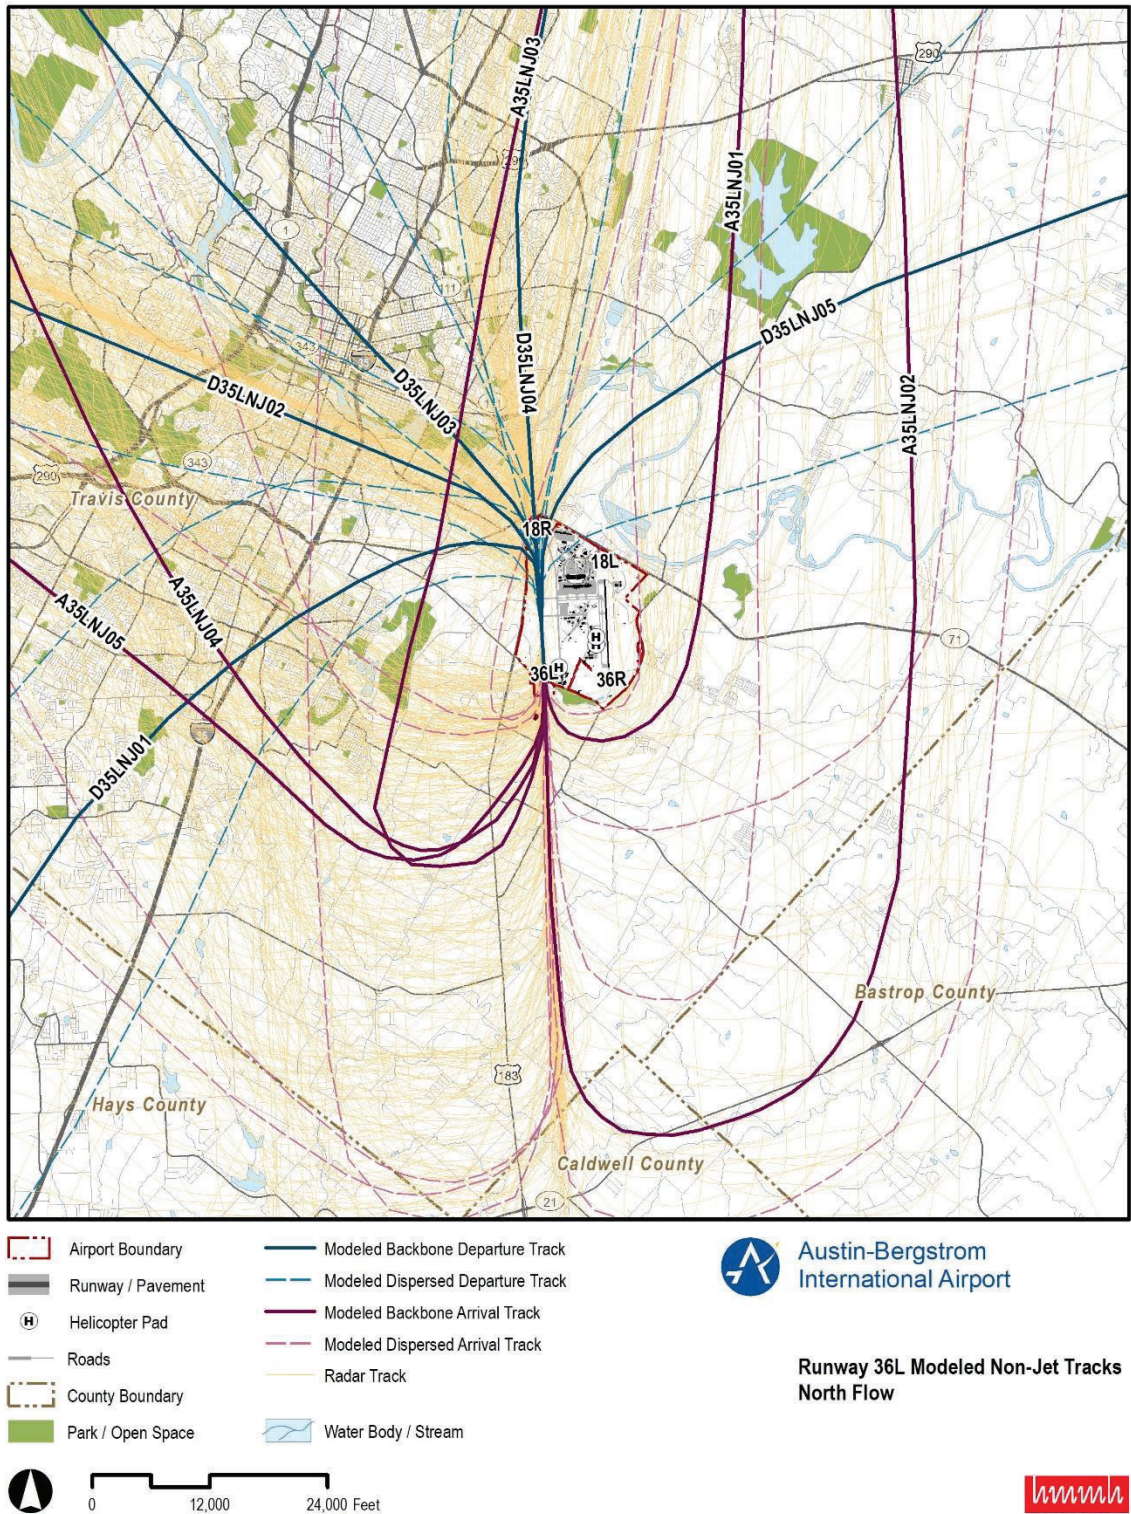 A35LNJ03
290
290
A35LNJ01
1
111
D35LNJ05
343
D35LNJ04
D35LNJ03
D35LNJ02
A35LNJ02
343
290
Travis County
18R
18L
A35LNJ04
A35LNJ05
H
H
H
71
36L
36R
D35LNJ01
Bastrop County
183
Hays County
Caldwell County
21
Airport Boundary
Runway / Pavement
H
Helicopter Pad
Roads
County Boundary
Park / Open Space
Modeled Backbone Departure Track
Modeled Dispersed Departure Track
Modeled Backbone Arrival Track
Modeled Dispersed Arrival Track
Radar Track
Water Body / Stream
Austin-Bergstrom
International Airport
Runway 36L Modeled Non-Jet Tracks
North Flow
0 12,000 24,000 Feet
hmmh